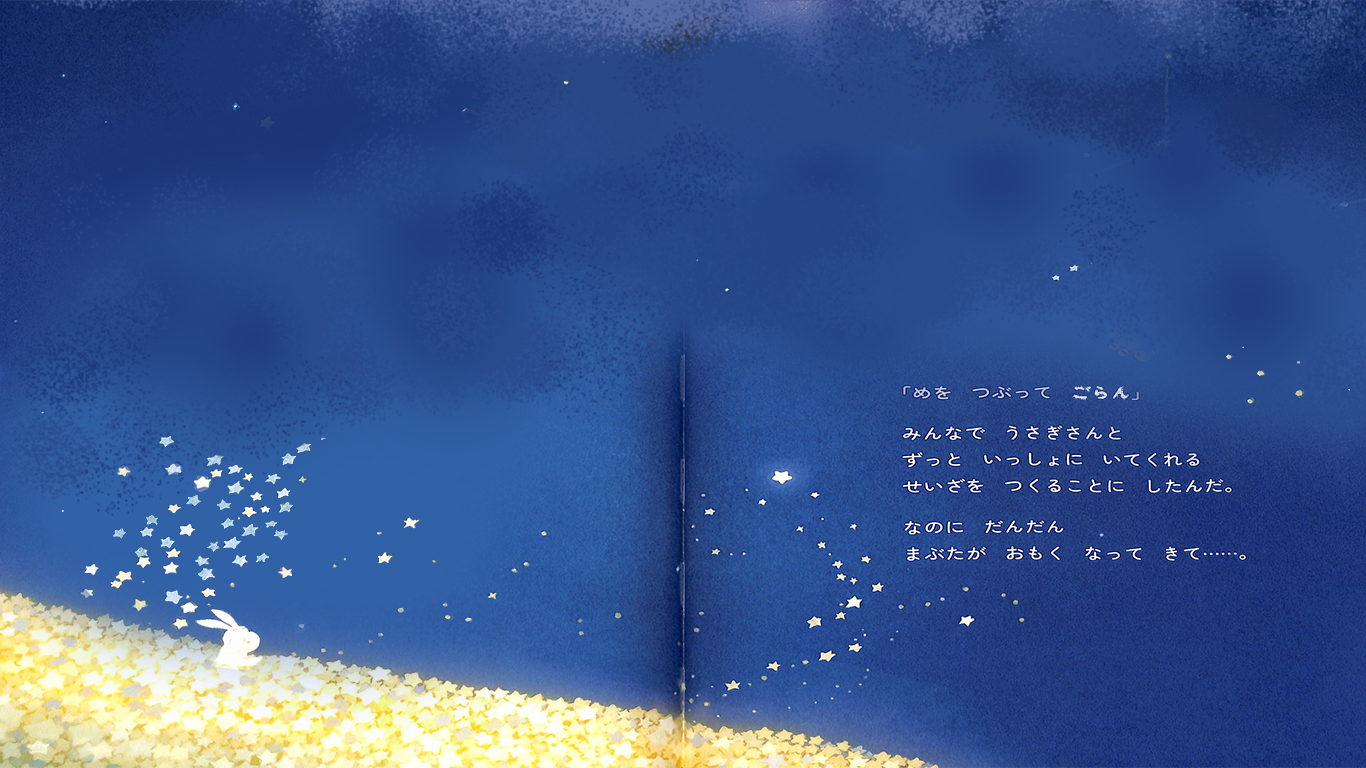 「めを　つぶって　ごらん」
みんなで　うさぎさんと
ずっと　いっしょに　いてくれる
せいざを　つくることに　したんだ。
なのに　だんだん
まぶたが　おもく　なって　きて……。